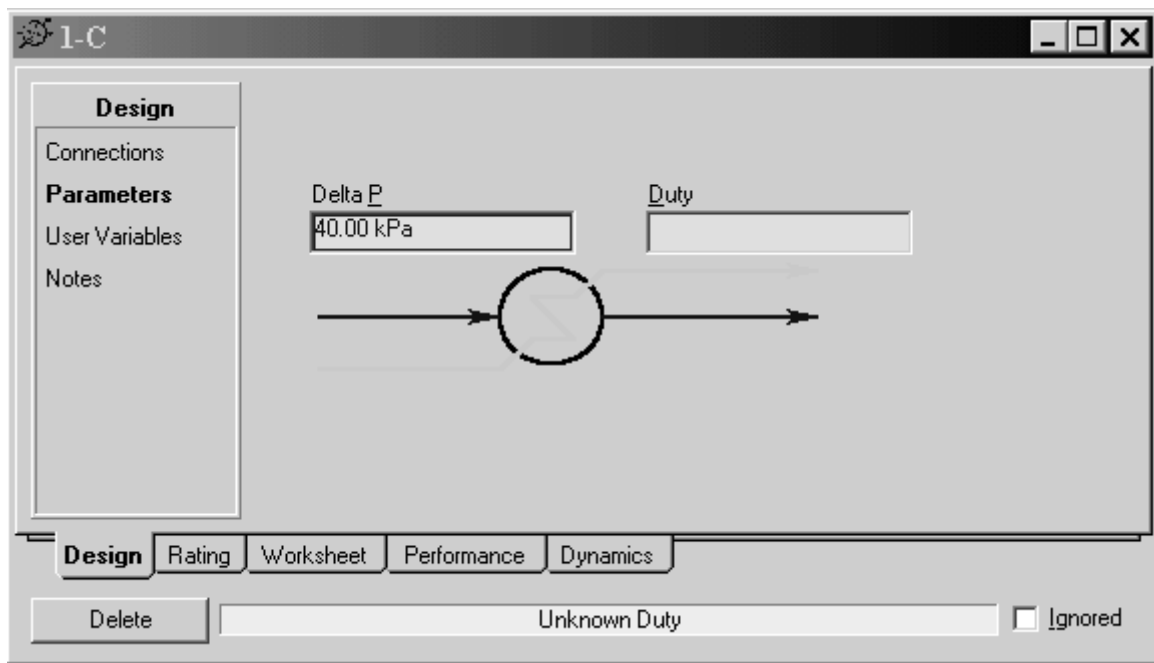 1-C
Design
Connections
Parameters
User Variables
Notes
Delta P
Duty
40.00 kPa
Design Rating Worksheet Performance Dynamics
Delete Unknown Duty Ignored